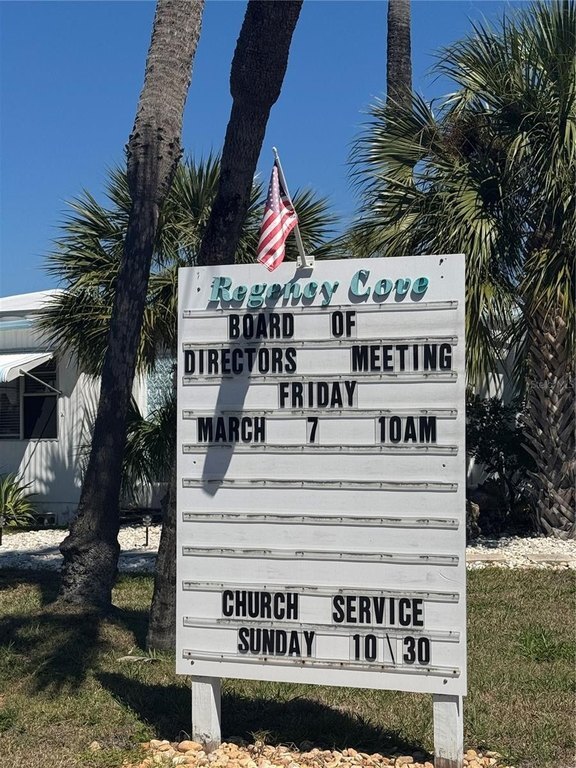 Regency Cove
BOARD OF
DIRECTORS MEETING
FRIDAY
MARCH 7 10AM
CHURCH SERVICE
SUNDAY 10\30